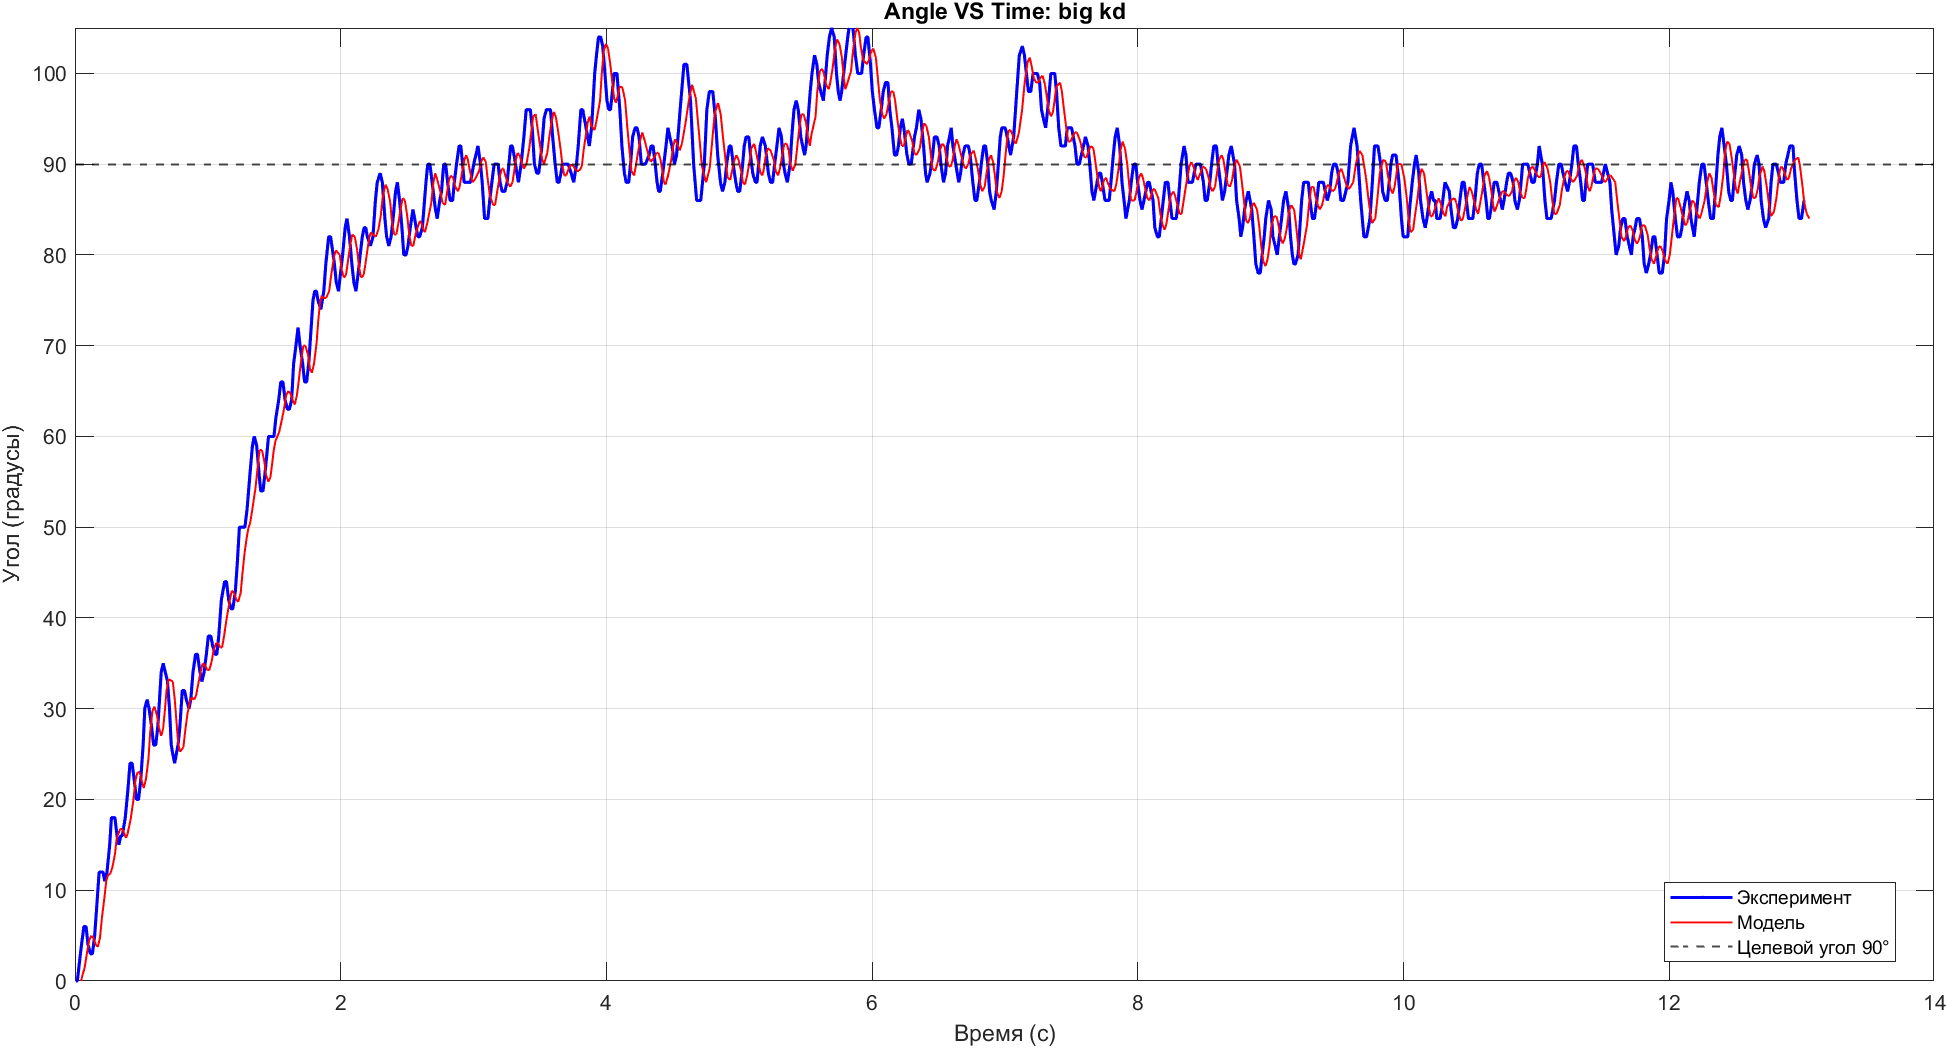 Angle VS Time: big kd
Угол (градусы)
100
90
80
70
60
50
40
30
20
10
0
0 2 4 6 8 10 12 14
Время (с)
Эксперимент
Модель
Целевой угол 90°